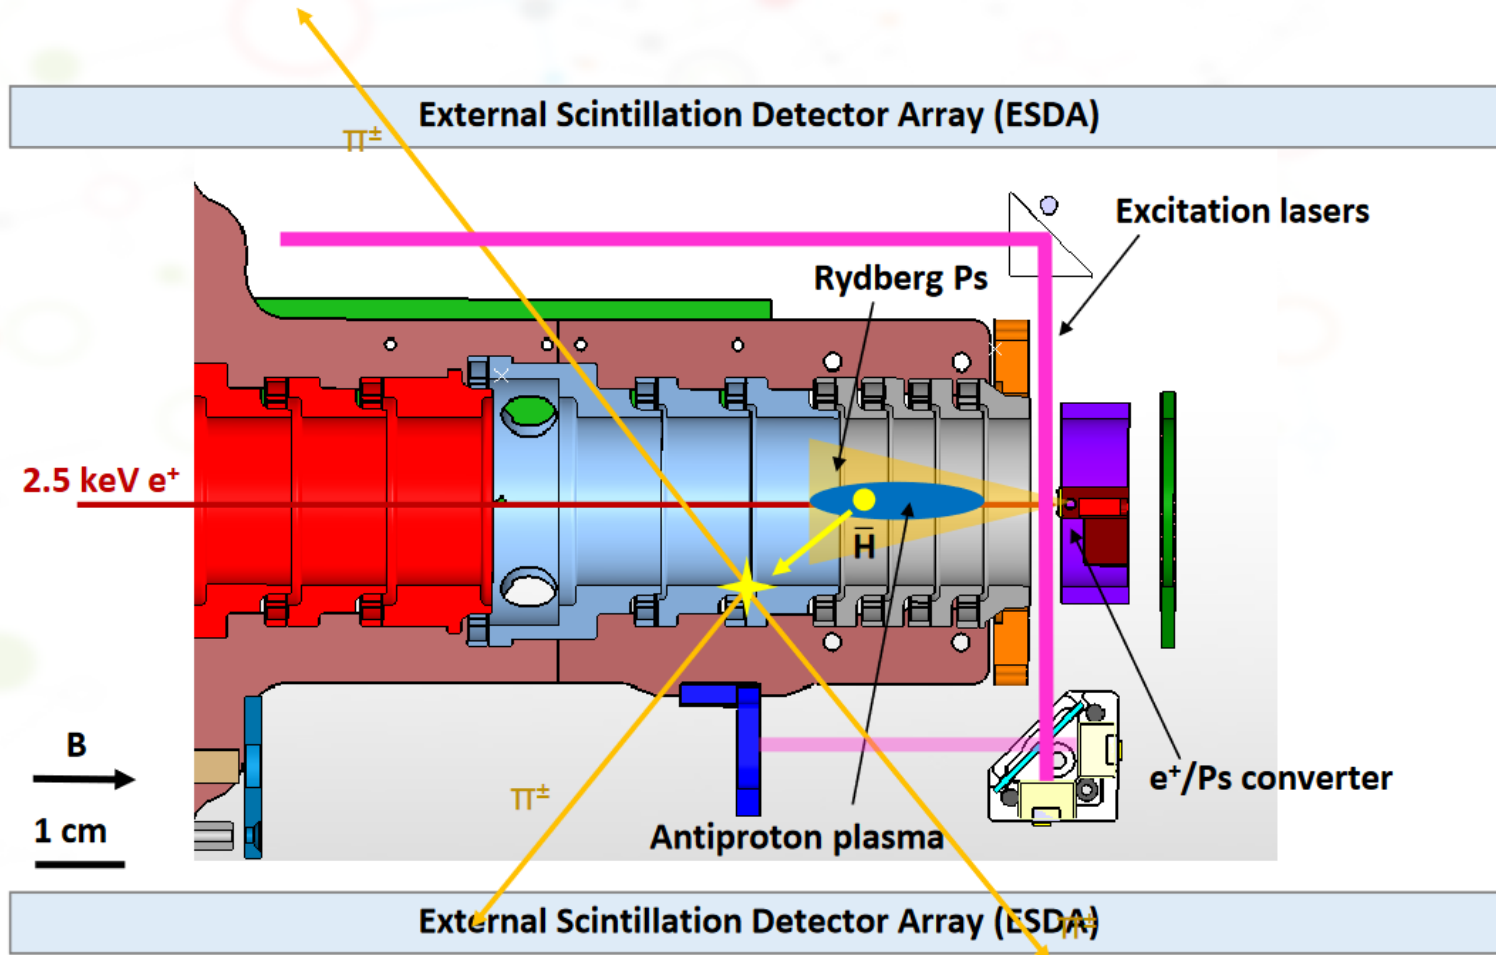 External Scintillation Detector Array (ESDA)
π±
Excitation lasers
Rydberg Ps
2.5 keV e⁺
H̅
B
π±
e⁺/Ps converter
1 cm
Antiproton plasma
External Scintillation Detector Array (ESDA)
π±